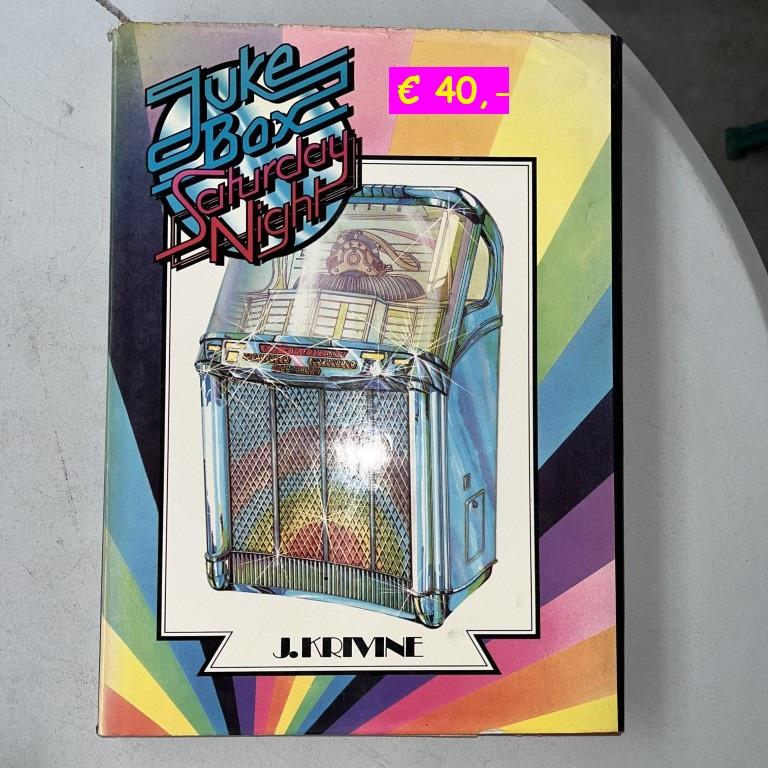 Juke
Box
Saturday
Night
€ 40,-
J. KRIVINE